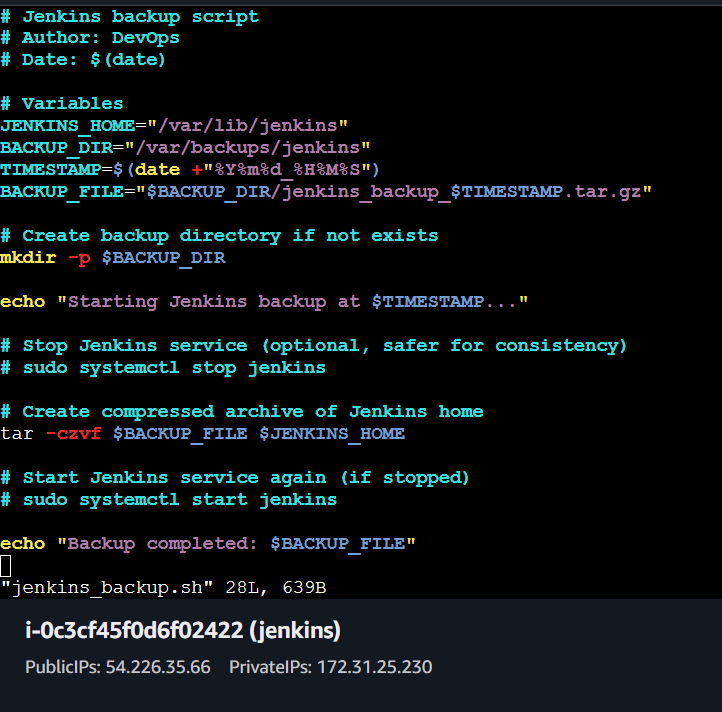 # Jenkins backup script
# Author: DevOps
# Date: $(date)
# Variables
JENKINS_HOME="/var/lib/jenkins"
BACKUP_DIR="/var/backups/jenkins"
TIMESTAMP=$(date +"%Y%m%d_%H%M%S")
BACKUP_FILE="$BACKUP_DIR/jenkins_backup_$TIMESTAMP.tar.gz"
# Create backup directory if not exists
mkdir -p $BACKUP_DIR
echo "Starting Jenkins backup at $TIMESTAMP..."
# Stop Jenkins service (optional, safer for consistency)
# sudo systemctl stop jenkins
# Create compressed archive of Jenkins home
tar -czvf $BACKUP_FILE $JENKINS_HOME
# Start Jenkins service again (if stopped)
# sudo systemctl start jenkins
echo "Backup completed: $BACKUP_FILE"
"jenkins_backup.sh" 28L, 639B
i-0c3cf45f0d6f02422 (jenkins)
PublicIPs: 54.226.35.66 PrivateIPs: 172.31.25.230